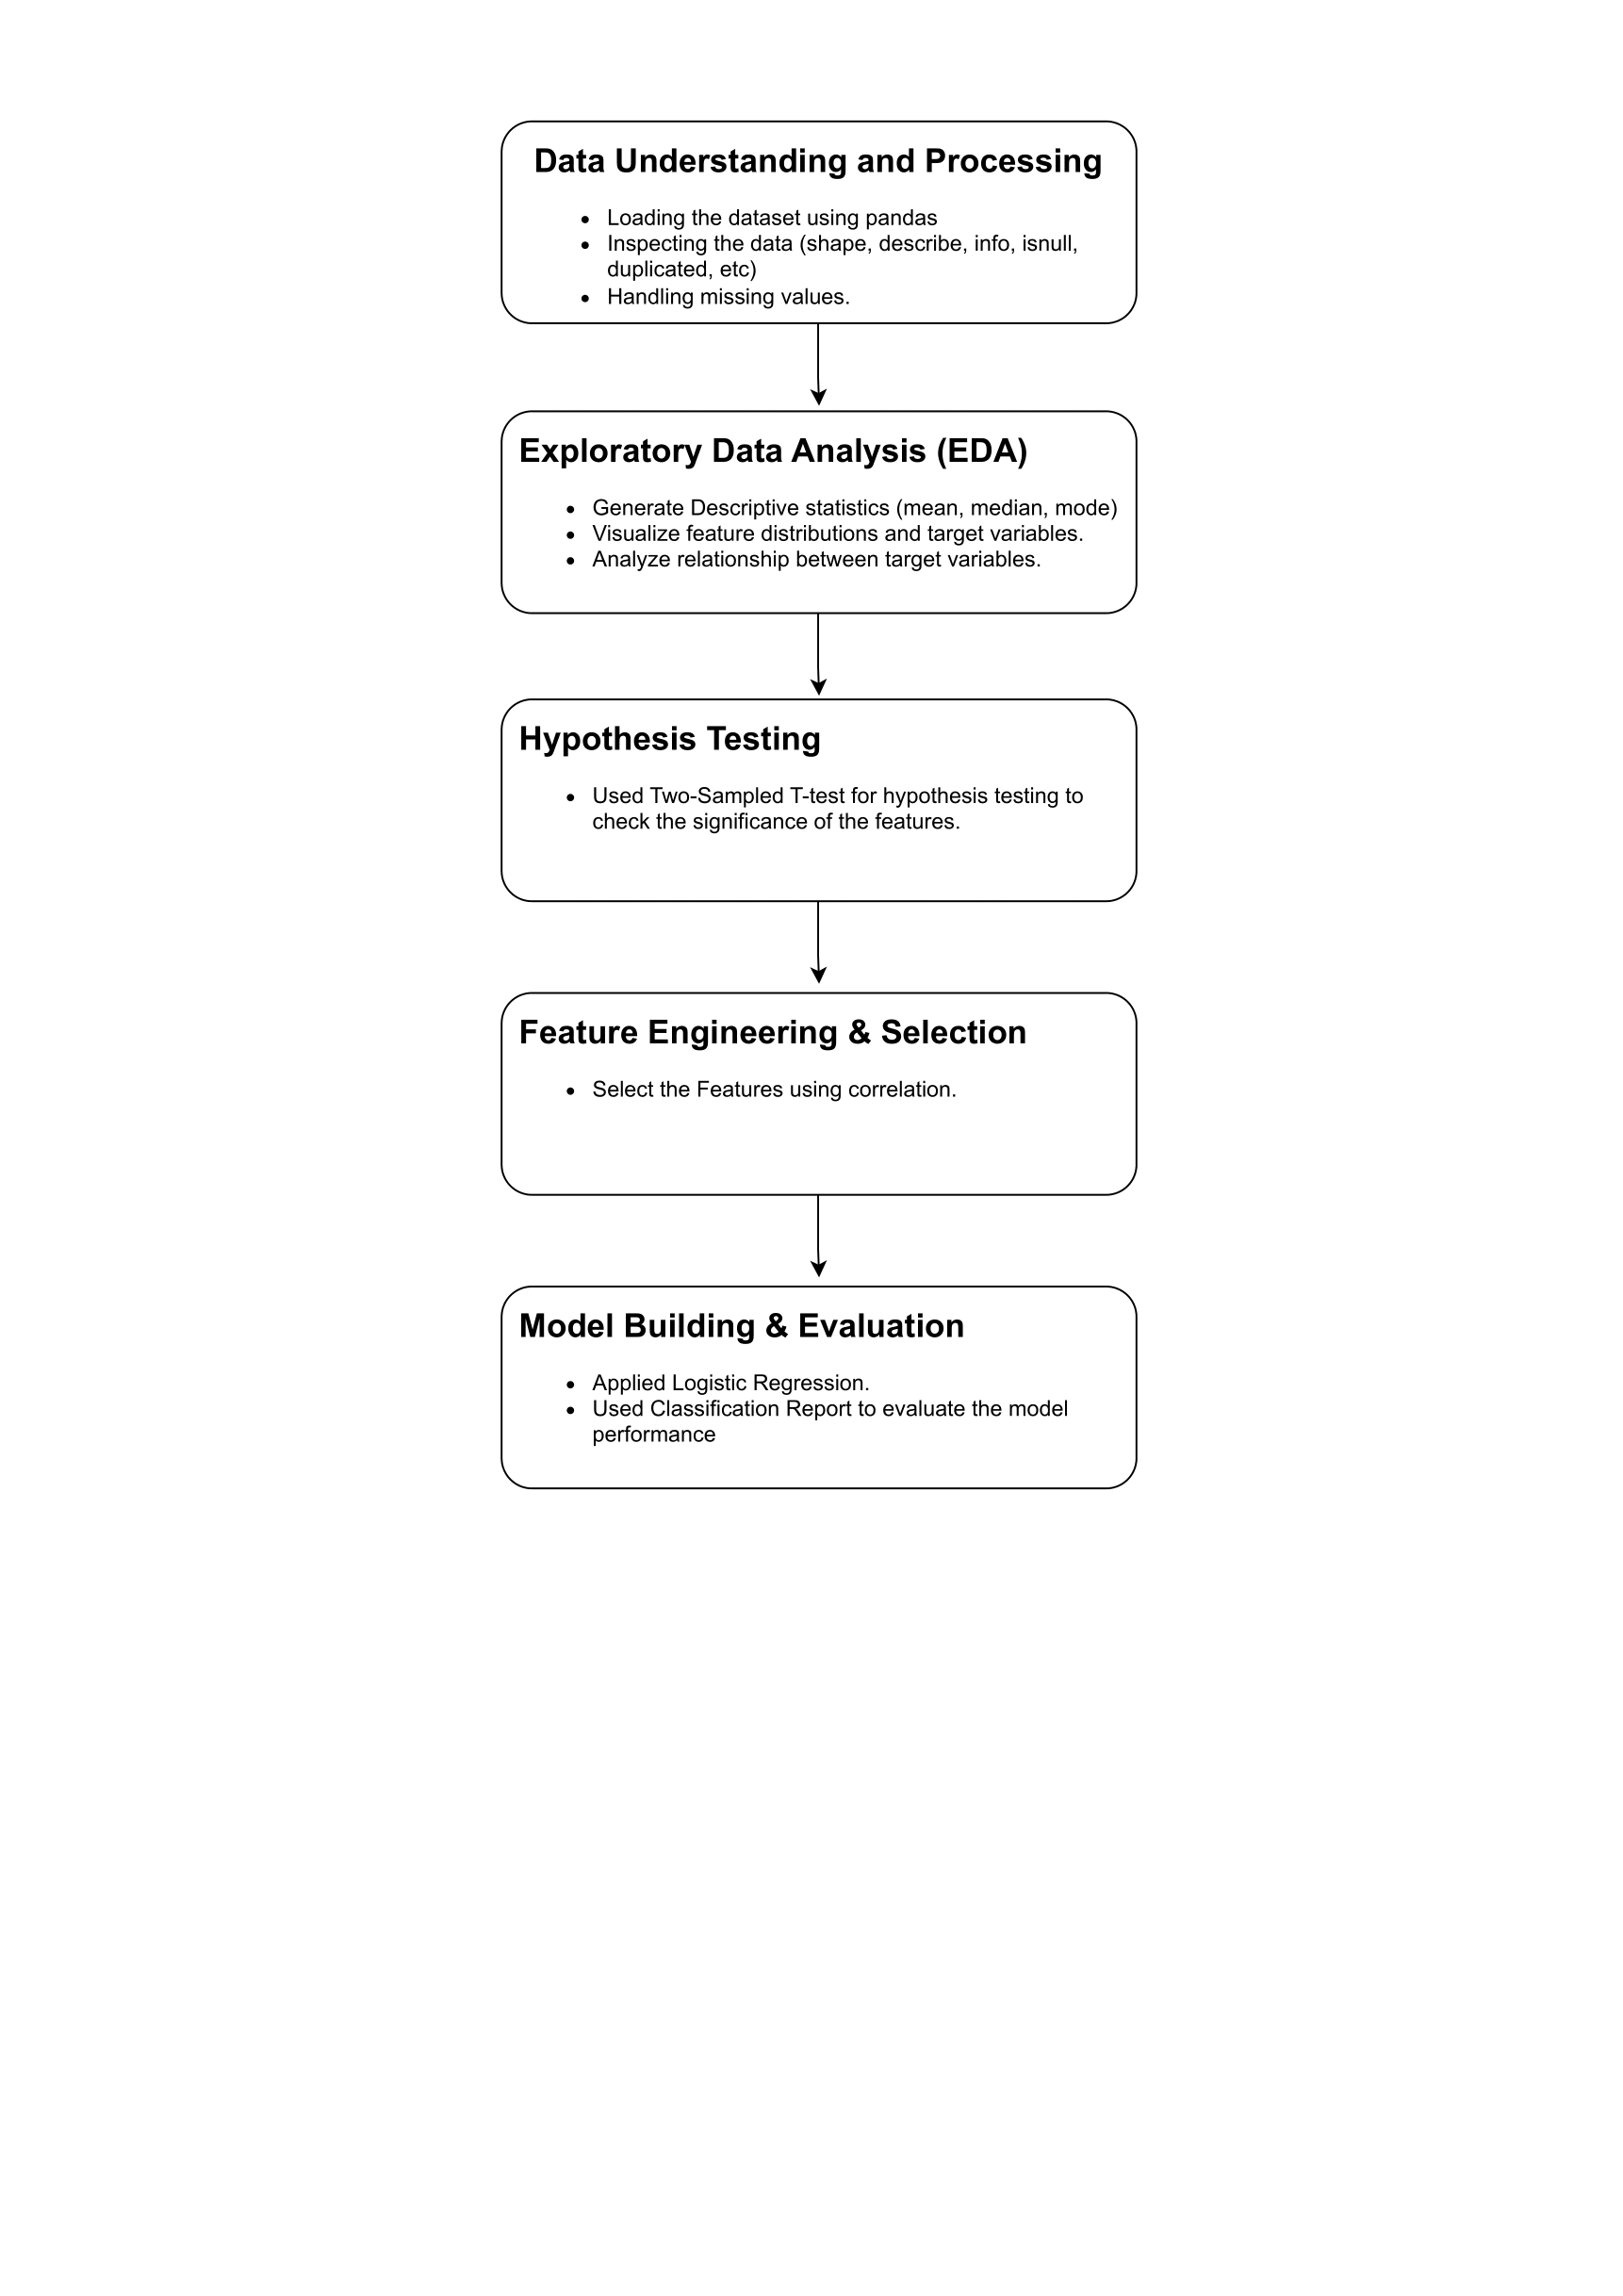 Data Understanding and Processing
• Loading the dataset using pandas
• Inspecting the data (shape, describe, info, isnull,
duplicated, etc)
• Handling missing values.
Exploratory Data Analysis (EDA)
• Generate Descriptive statistics (mean, median, mode)
• Visualize feature distributions and target variables.
• Analyze relationship between target variables.
Hypothesis Testing
• Used Two-Sampled T-test for hypothesis testing to
check the significance of the features.
Feature Engineering & Selection
• Select the Features using correlation.
Model Building & Evaluation
• Applied Logistic Regression.
• Used Classification Report to evaluate the model
performance